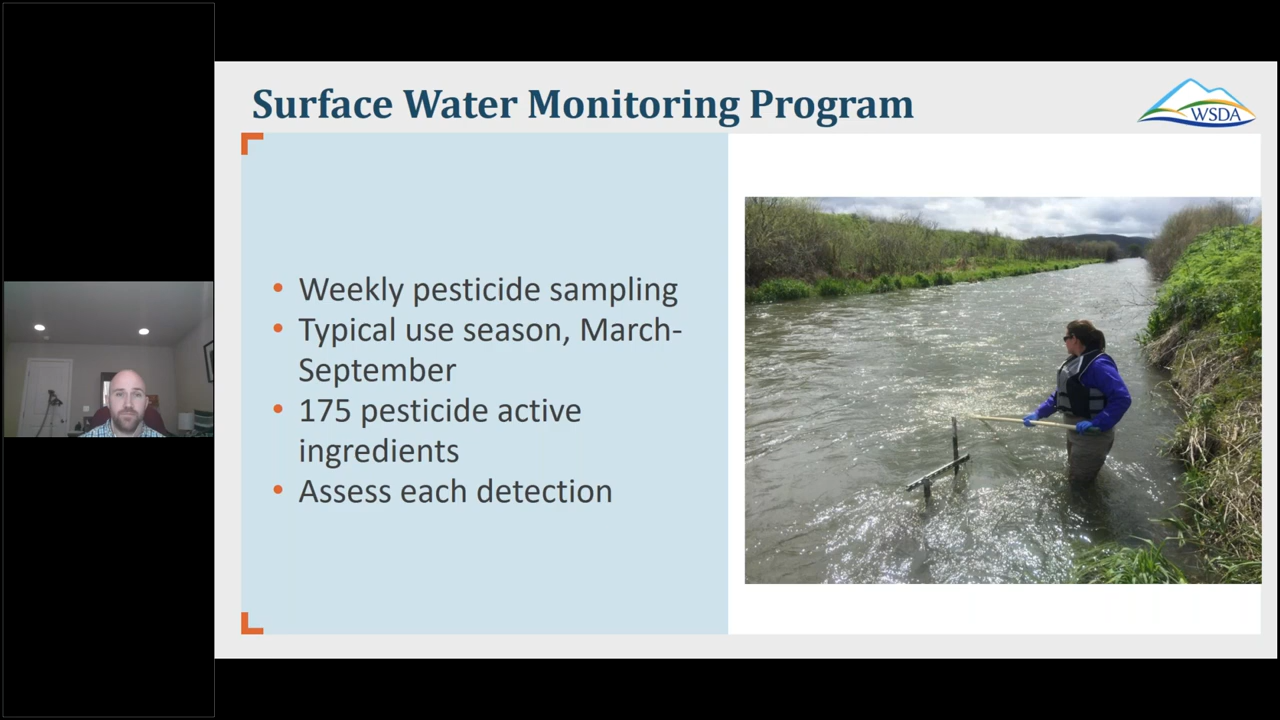 Surface Water Monitoring Program
WSDA
• Weekly pesticide sampling
• Typical use season, March-
September
• 175 pesticide active
ingredients
• Assess each detection